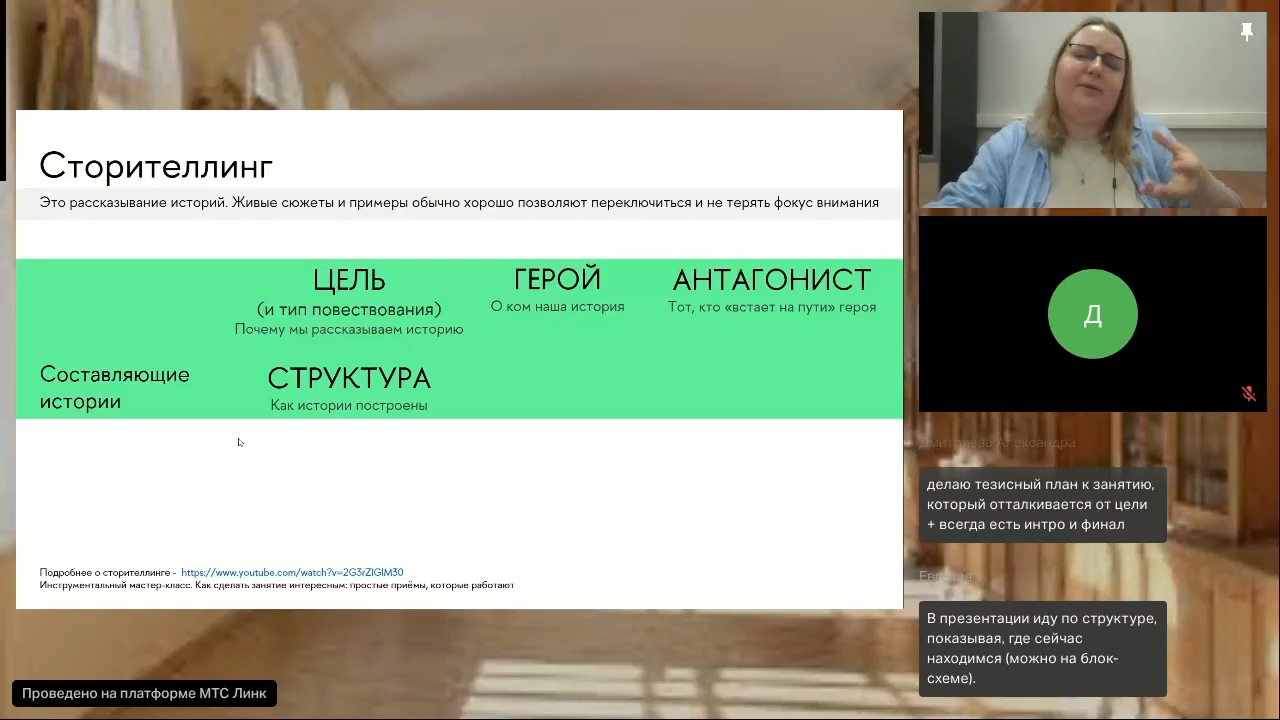 Сторителлинг
Это рассказывание историй. Живые сюжеты и примеры обычно хорошо позволяют переключиться и не терять фокус внимания
ЦЕЛЬ
(и тип повествования)
Почему мы рассказываем историю
ГЕРОЙ
О ком наша история
АНТАГОНИСТ
Тот, кто «встает на пути» героя
Составляющие
истории
СТРУКТУРА
Как истории построены
Подробнее о сторителлинге - https://www.youtube.com/watch?v=2G3rZlGlM30
Инструментальный мастер-класс. Как сделать занятие интересным: простые приёмы, которые работают
Д
Дмитриева Александра
делаю тезисный план к занятию,
который отталкивается от цели
+ всегда есть интро и финал
В презентации иду по структуре,
показывая, где сейчас
находимся (можно на блок-
схеме).
Проведено на платформе МТС Линк